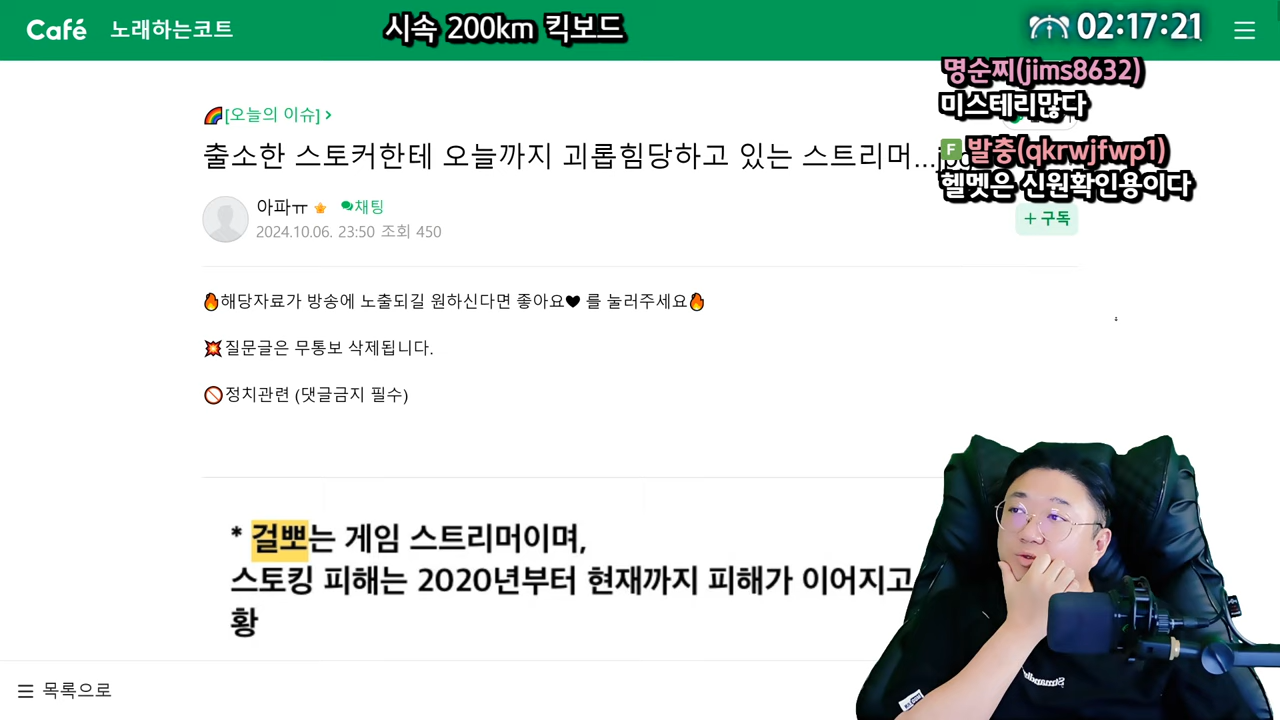 Café 노래하는코트
시속 200km 킥보드
02:17:21
명순찌(jims8632)
미스테리많다
F 발충(qkrwjfwp1)
헬멧은 신원확인용이다
[오늘의 이슈] >
출소한 스토커한테 오늘까지 괴롭힘당하고 있는 스트리머...jpg
아파ㅠ 채팅
2024.10.06. 23:50 조회 450
+ 구독
해당자료가 방송에 노출되길 원하신다면 좋아요♥ 를 눌러주세요
질문글은 무통보 삭제됩니다.
정치관련 (댓글금지 필수)
* 걸뽀는 게임 스트리머이며,
스토킹 피해는 2020년부터 현재까지 피해가 이어지고
황
목록으로